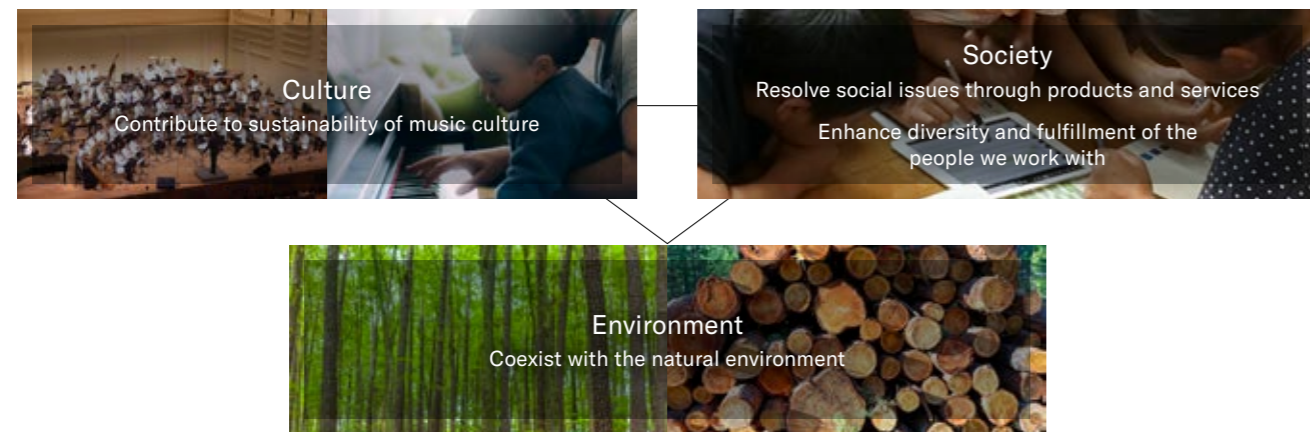 Culture
Contribute to sustainability of music culture
Society
Resolve social issues through products and services
Enhance diversity and fulfillment of the
people we work with
Environment
Coexist with the natural environment